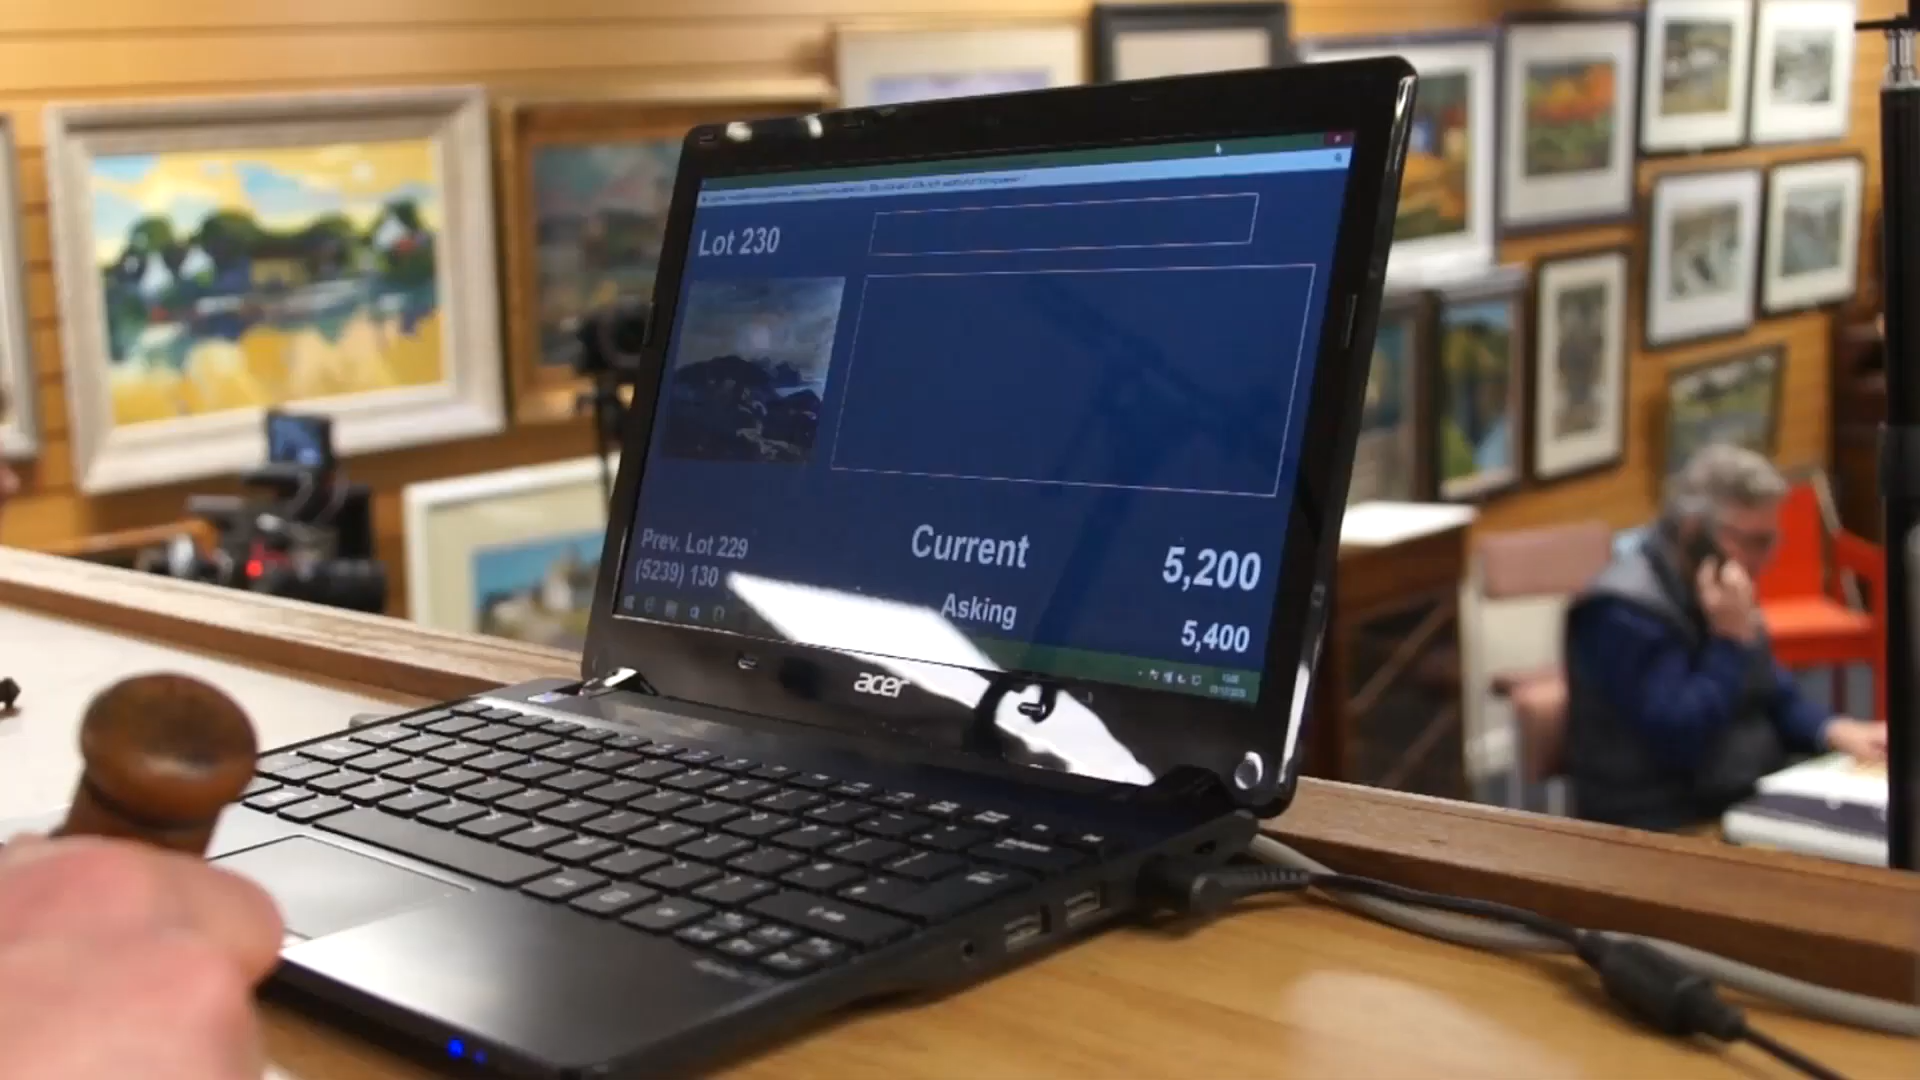 Lot 230
Prev. Lot 229
(5239) 130
Current 5,200
Asking 5,400
acer